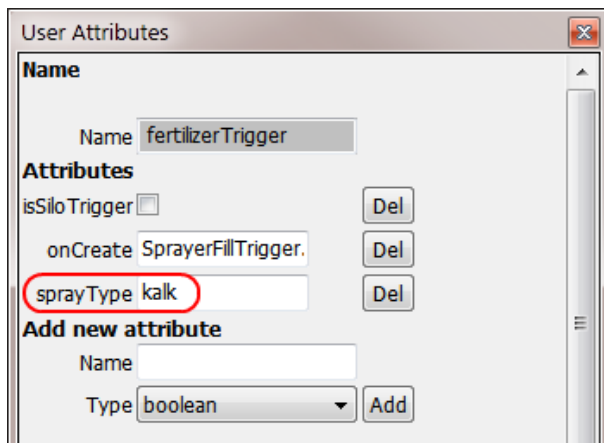 User Attributes
Name
Name fertilizerTrigger
Attributes
isSiloTrigger Del
onCreate SprayerFillTrigger. Del
sprayType kalk Del
Add new attribute
Name
Type boolean Add